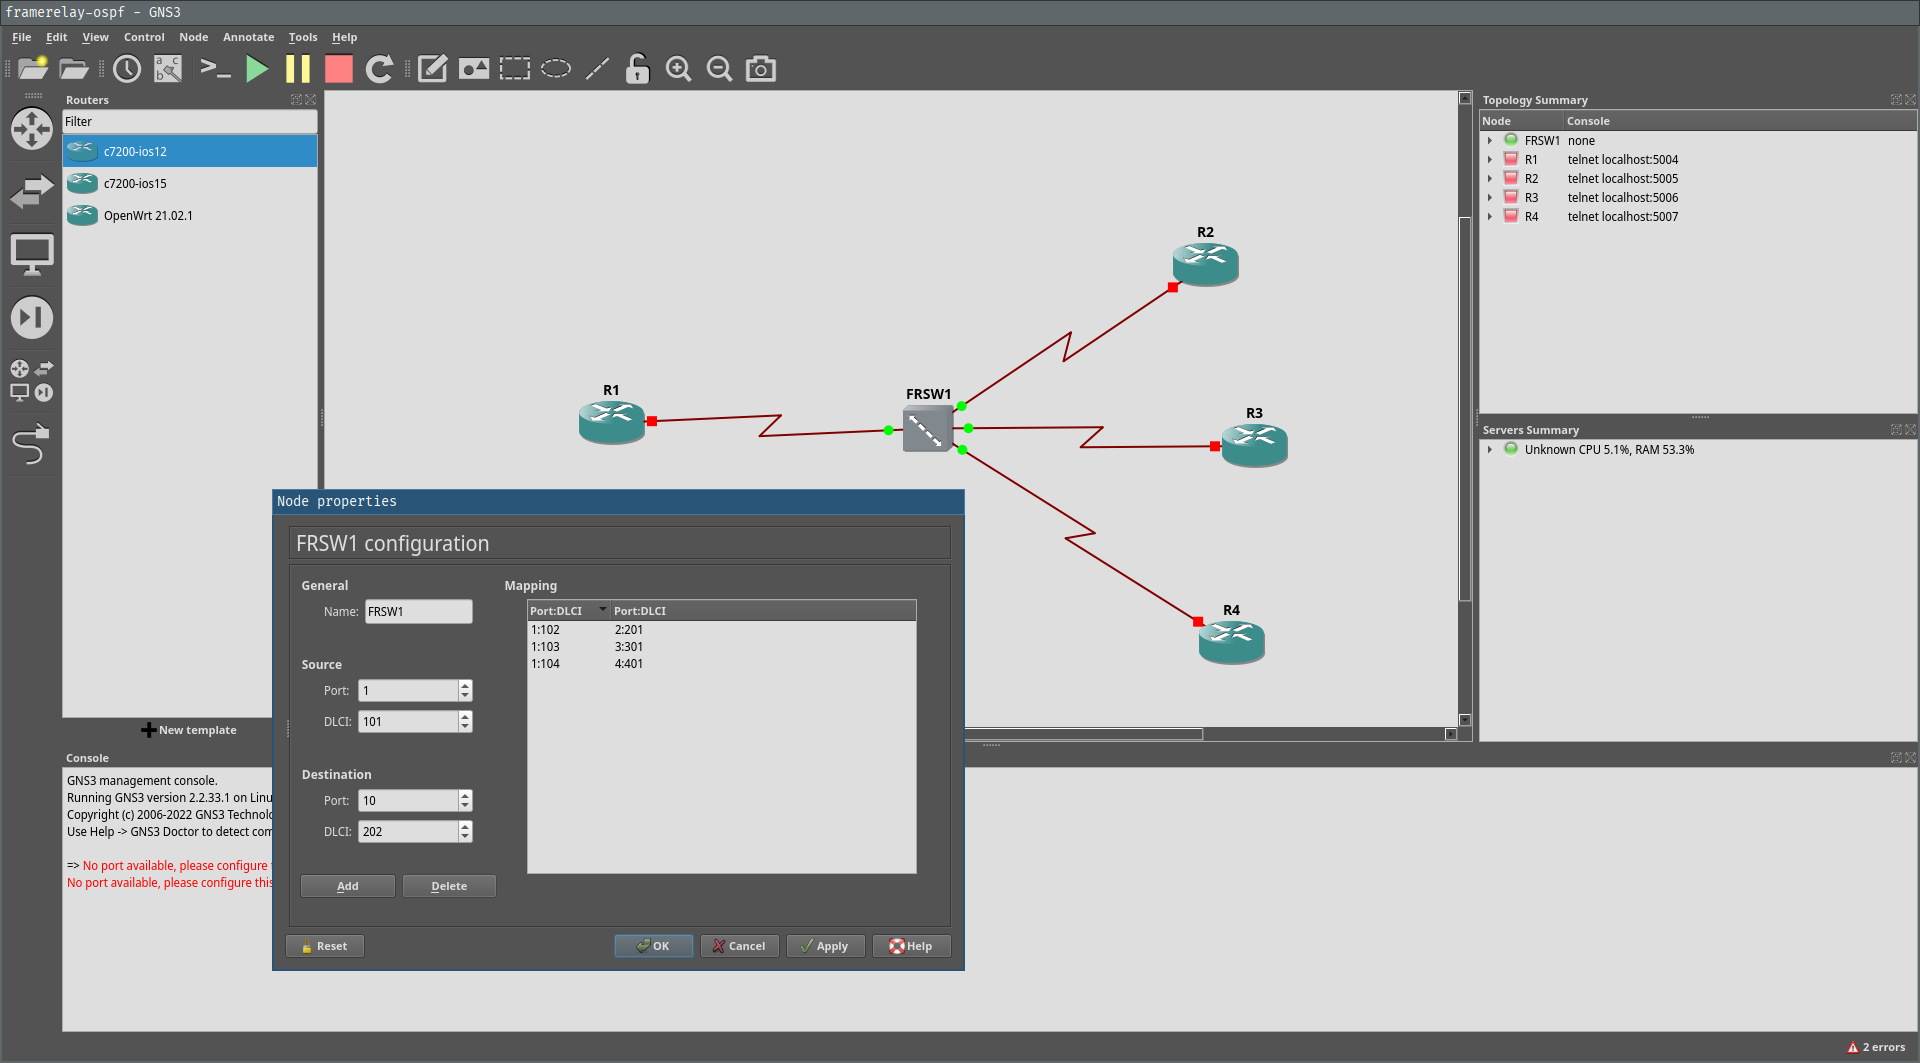 framerelay-ospf - GNS3
File Edit View Control Node Annotate Tools Help
Routers
Filter
c7200-ios12
c7200-ios15
OpenWrt 21.02.1
New template
R1
FRSW1
R2
R3
R4
Topology Summary
Node Console
FRSW1 none
R1 telnet localhost:5004
R2 telnet localhost:5005
R3 telnet localhost:5006
R4 telnet localhost:5007
Servers Summary
Unknown CPU 5.1%, RAM 53.3%
Node properties
FRSW1 configuration
General
Name: FRSW1
Source
Port: 1
DLCI: 101
Destination
Port: 10
DLCI: 202
Add Delete
Mapping
Port:DLCI Port:DLCI
1:102 2:201
1:103 3:301
1:104 4:401
Reset OK Cancel Apply Help
Console
GNS3 management console.
Running GNS3 version 2.2.33.1 on
Copyright (c) 2006-2022 GNS3
Use Help -> GNS3 Doctor to detect
=> No port available, please configure
No port available, please configure this
2 errors